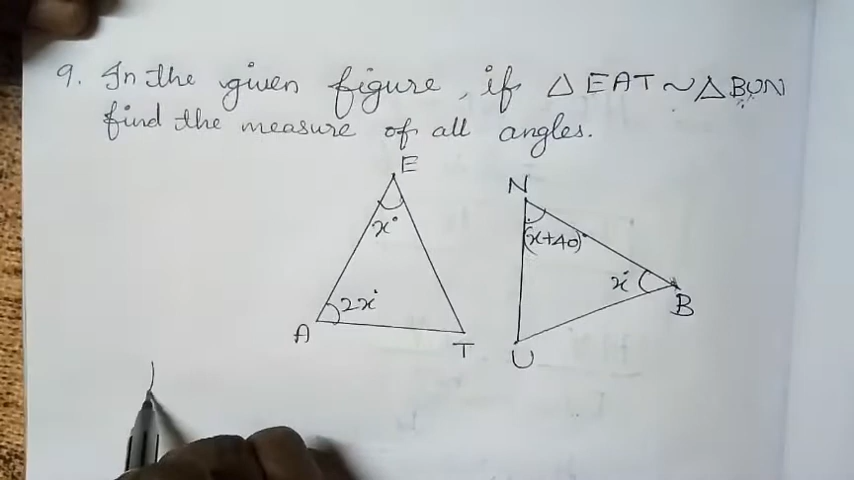 9. In the given figure, if △EAT ~ △BUN
find the measure of all angles.
E
x°
A
2x°
T
N
(x+40)°
x°
B
U